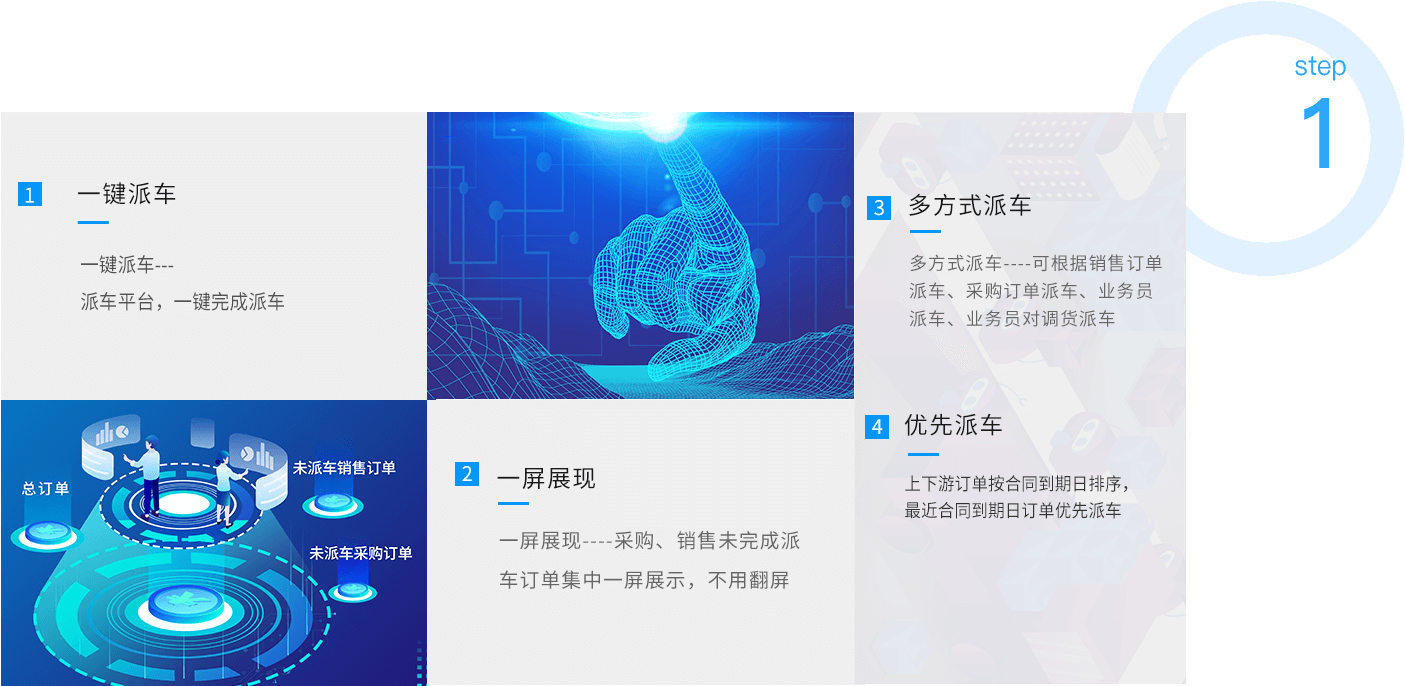 step
1
1
一键派车
一键派车---
派车平台，一键完成派车
总订单
未派车销售订单
未派车采购订单
2
一屏展现
一屏展现----采购、销售未完成派
车订单集中一屏展示，不用翻屏
3
多方式派车
多方式派车----可根据销售订单
派车、采购订单派车、业务员
派车、业务员对调货派车
4
优先派车
上下游订单按合同到期日排序，
最近合同到期日订单优先派车